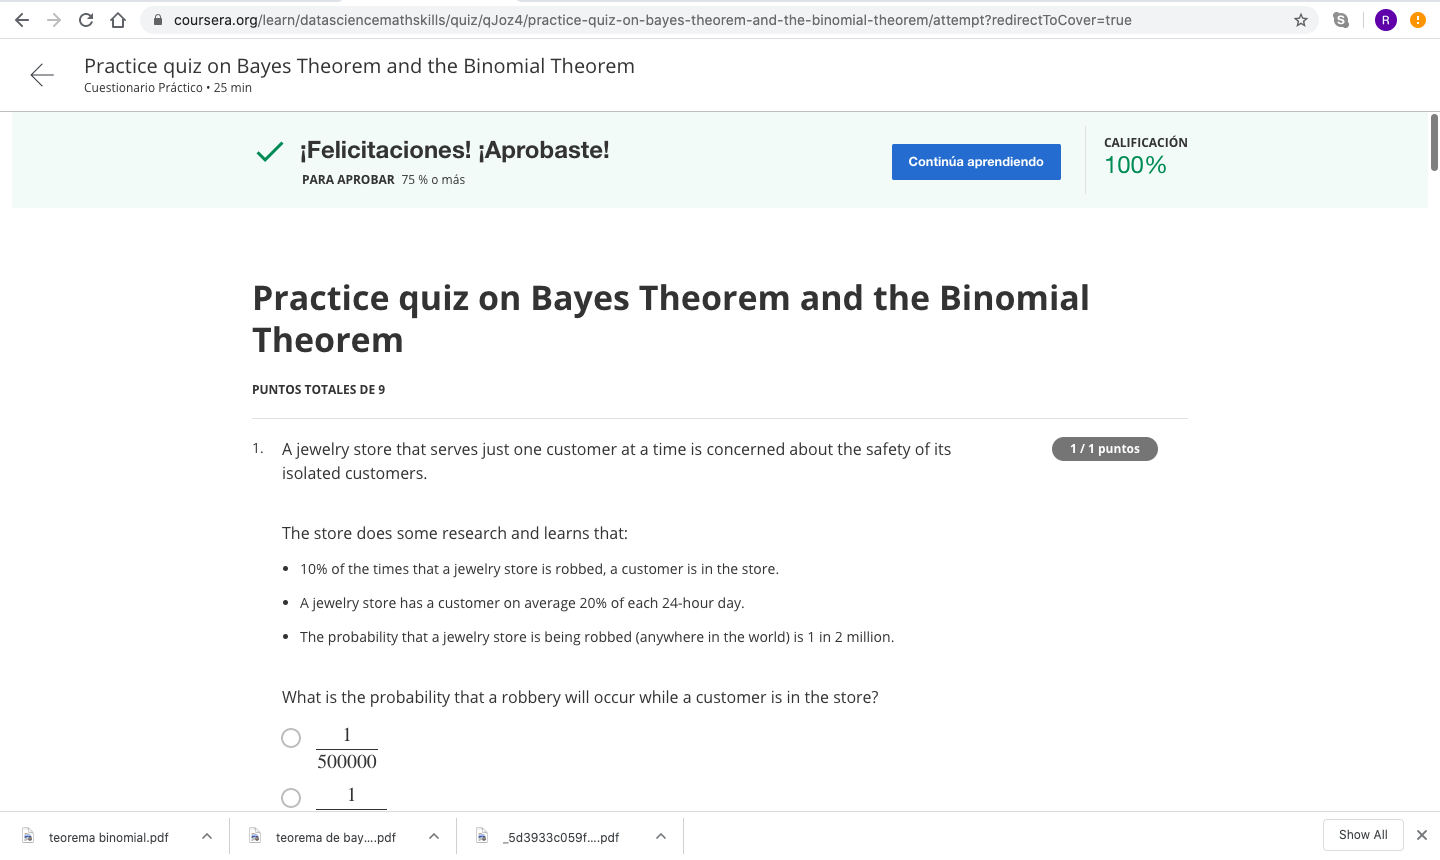 coursera.org/learn/datasciencemathskills/quiz/qJoz4/practice-quiz-on-bayes-theorem-and-the-binomial-theorem/attempt?redirectToCover=true
S
R
!
Practice quiz on Bayes Theorem and the Binomial Theorem
Cuestionario Práctico • 25 min
¡Felicitaciones! ¡Aprobaste!
PARA APROBAR 75 % o más
Continúa aprendiendo
CALIFICACIÓN
100%
Practice quiz on Bayes Theorem and the Binomial
Theorem
PUNTOS TOTALES DE 9
1. A jewelry store that serves just one customer at a time is concerned about the safety of its
isolated customers.
1 / 1 puntos
The store does some research and learns that:
• 10% of the times that a jewelry store is robbed, a customer is in the store.
• A jewelry store has a customer on average 20% of each 24-hour day.
• The probability that a jewelry store is being robbed (anywhere in the world) is 1 in 2 million.
What is the probability that a robbery will occur while a customer is in the store?
1
500000
1
teorema binomial.pdf
teorema de bay....pdf
_5d3933c059f....pdf
Show All